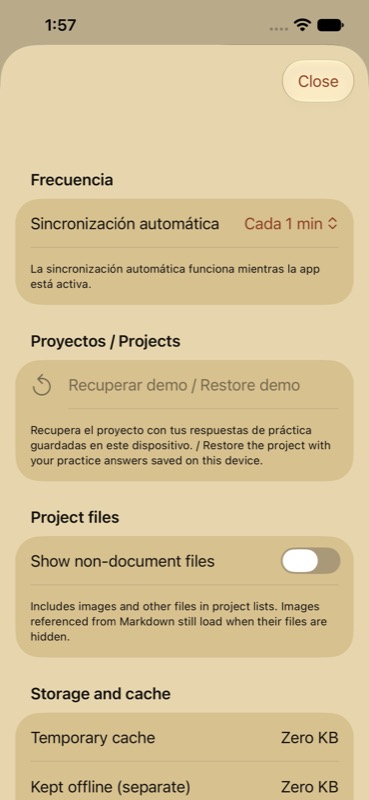 1:57
Close
Frecuencia
Sincronización automática Cada 1 min
La sincronización automática funciona mientras la app
está activa.
Proyectos / Projects
Recuperar demo / Restore demo
Recupera el proyecto con tus respuestas de práctica
guardadas en este dispositivo. / Restore the project with
your practice answers saved on this device.
Project files
Show non-document files
Includes images and other files in project lists. Images
referenced from Markdown still load when their files are
hidden.
Storage and cache
Temporary cache Zero KB
Kept offline (separate) Zero KB